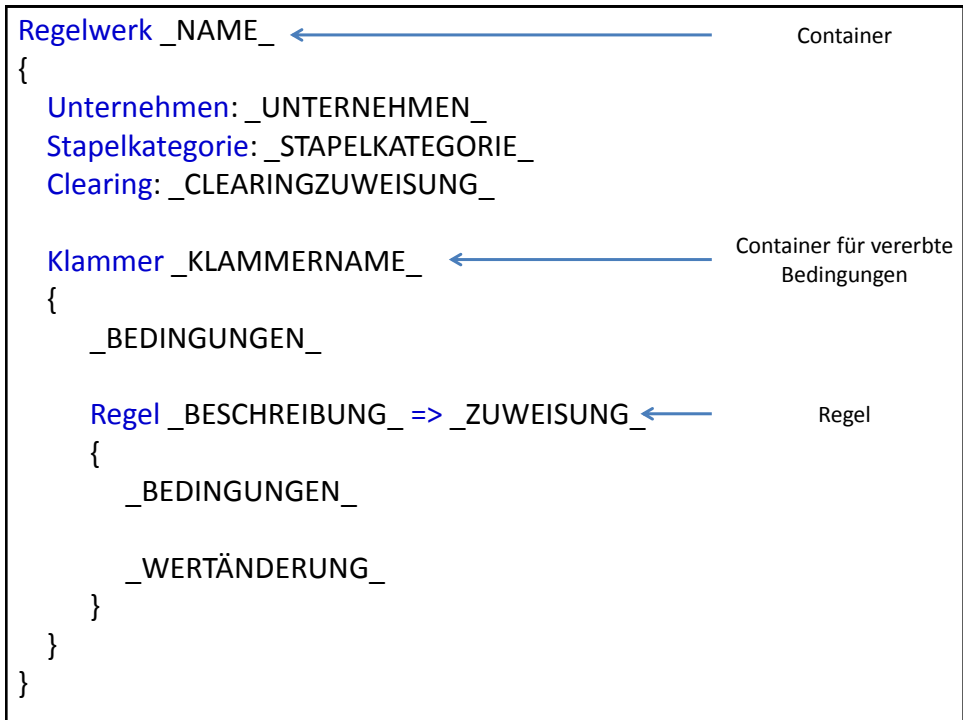 Regelwerk _NAME_
Container
{
Unternehmen: _UNTERNEHMEN_
Stapelkategorie: _STAPELKATEGORIE_
Clearing: _CLEARINGZUWEISUNG_
Klammer _KLAMMERNAME_
Container für vererbte
Bedingungen
{
_BEDINGUNGEN_
Regel _BESCHREIBUNG_ => _ZUWEISUNG_
Regel
{
_BEDINGUNGEN_
_WERTÄNDERUNG_
}
}
}